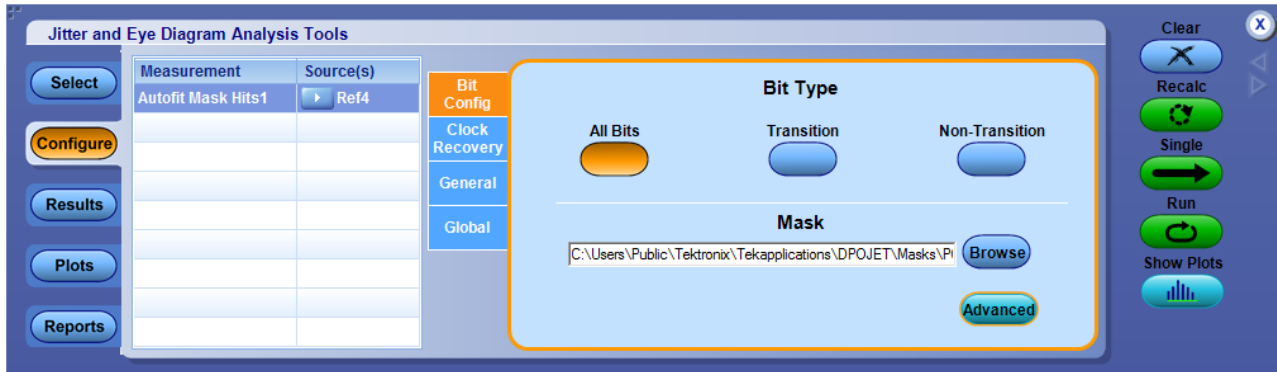 Jitter and Eye Diagram Analysis Tools
Clear
X
Select
Configure
Results
Plots
Reports
Measurement Source(s)
Autofit Mask Hits1 Ref4
Bit
Config
Clock
Recovery
General
Global
Bit Type
All Bits Transition Non-Transition
Mask
C:\Users\Public\Tektronix\Tekapplications\DPOJET\Masks\
Browse
Advanced
Recalc
Single
Run
Show Plots